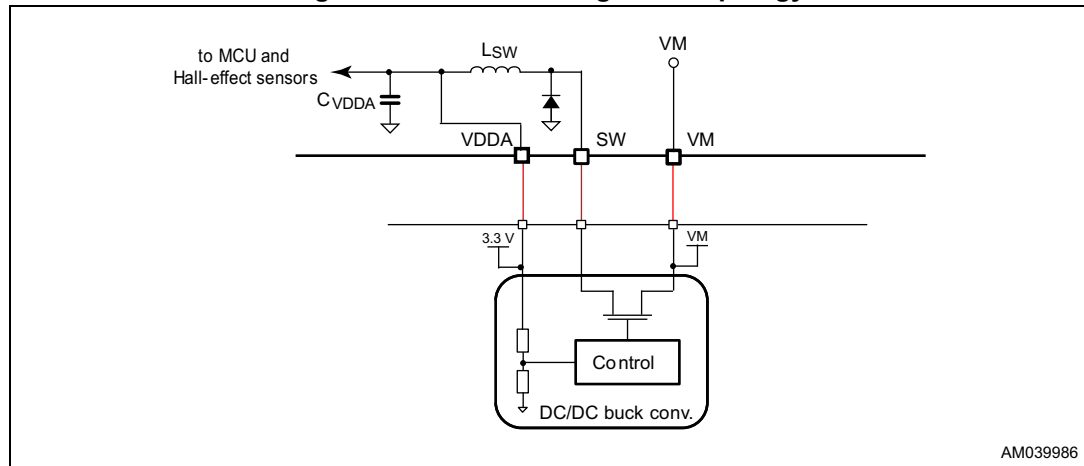 to MCU and
Hall-effect sensors
CVDDA
LSW
VM
VDDA
SW
VM
3.3 V
VM
Control
DC/DC buck conv.
AM039986